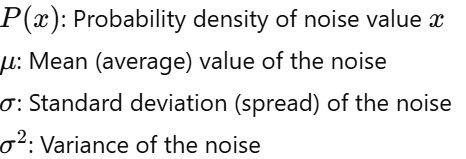 P(x): Probability density of noise value x
μ: Mean (average) value of the noise
σ: Standard deviation (spread) of the noise
σ²: Variance of the noise